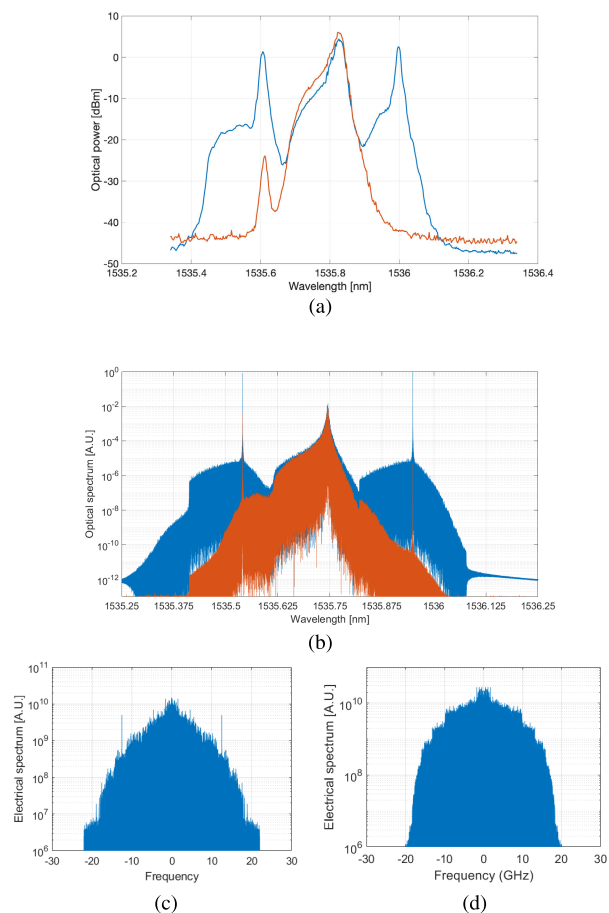 10
0
-10
-20
-30
-40
-50
Optical power [dBm]
1535.2 1535.4 1535.6 1535.8 1536 1536.2 1536.4
Wavelength [nm]
(a)
10^0
10^-2
10^-4
10^-6
10^-8
10^-10
10^-12
Optical spectrum [A.U.]
1535.25 1535.375 1535.5 1535.625 1535.75 1535.875 1536 1536.125 1536.25
Wavelength [nm]
(b)
10^11
10^10
10^9
10^8
10^7
10^6
Electrical spectrum [A.U.]
-30 -20 -10 0 10 20 30
Frequency
(c)
10^10
10^8
10^6
Electrical spectrum [A.U.]
-30 -20 -10 0 10 20 30
Frequency (GHz)
(d)